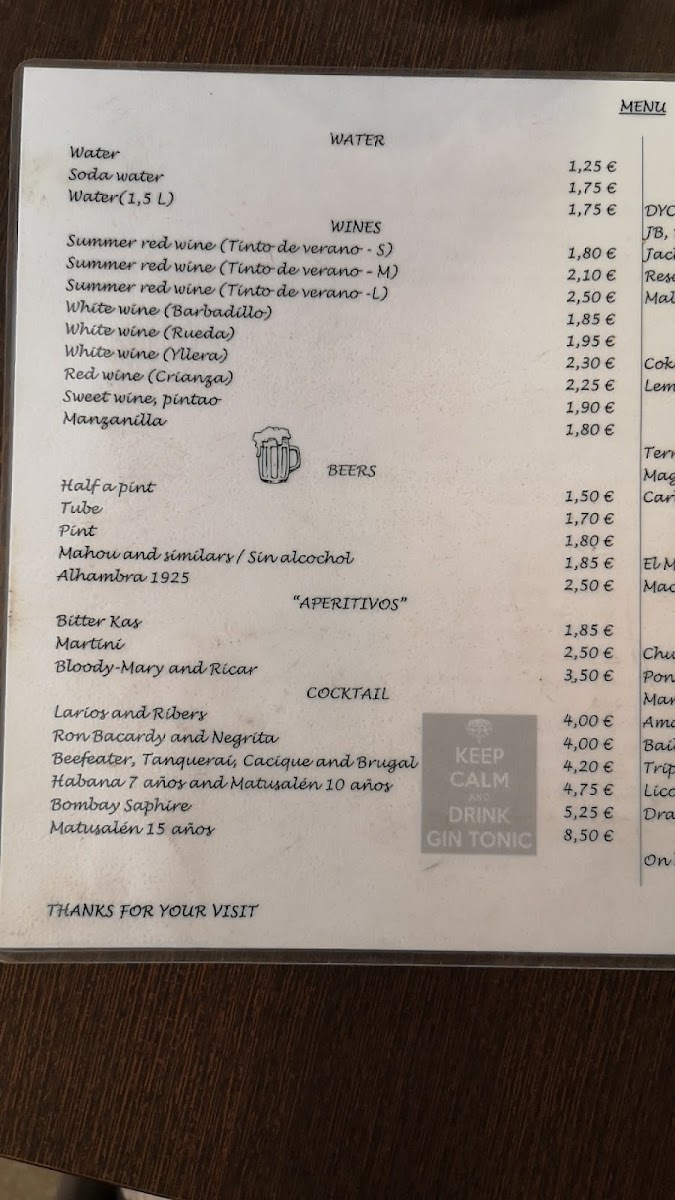 MENU
WATER
Water 1,25 €
Soda water 1,75 €
Water(1,5 L) 1,75 €
WINES
Summer red wine (Tinto de verano - S) 1,80 €
Summer red wine (Tinto de verano - M) 2,10 €
Summer red wine (Tinto de verano -L) 2,50 €
White wine (Barbadillo) 1,85 €
White wine (Rueda) 1,95 €
White wine (Yllera) 2,30 €
Red wine (Crianza) 2,25 €
Sweet wine, pintao 1,90 €
Manzanilla 1,80 €
BEERS
Half a pint 1,50 €
Tube 1,70 €
Pint 1,80 €
Mahou and similars / Sin alcochol 1,85 €
Alhambra 1925 2,50 €
"APERITIVOS"
Bitter Kas 1,85 €
Martini 2,50 €
Bloody-Mary and Ricar 3,50 €
COCKTAIL
Larios and Ribers 4,00 €
Ron Bacardy and Negrita 4,00 €
Beefeater, Tanquerai, Cacique and Brugal 4,20 €
Habana 7 años and Matusalén 10 años 4,75 €
Bombay Saphire 5,25 €
Matusalén 15 años 8,50 €
KEEP
CALM
AND
DRINK
GIN TONIC
THANKS FOR YOUR VISIT
DYC
JB,
El M
On